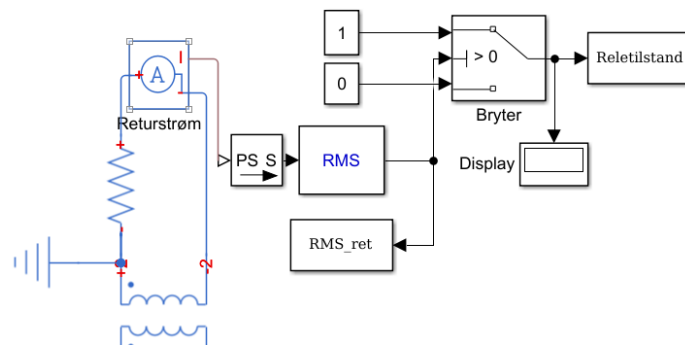 1
A
+
Reletilstand
> 0
0
Returstrøm
Bryter
+
PS S
RMS
Display
RMS_ret
2
+